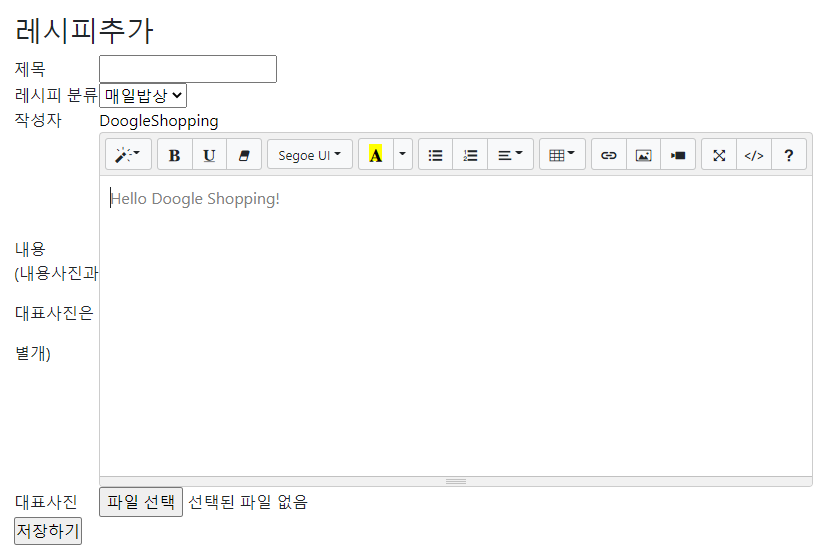 레시피추가
제목
레시피 분류 매일밥상
작성자 DoogleShopping
B U Segoe UI A </> ?
Hello Doogle Shopping!
내용
(내용사진과
대표사진은
별개)
대표사진 파일 선택 선택된 파일 없음
저장하기